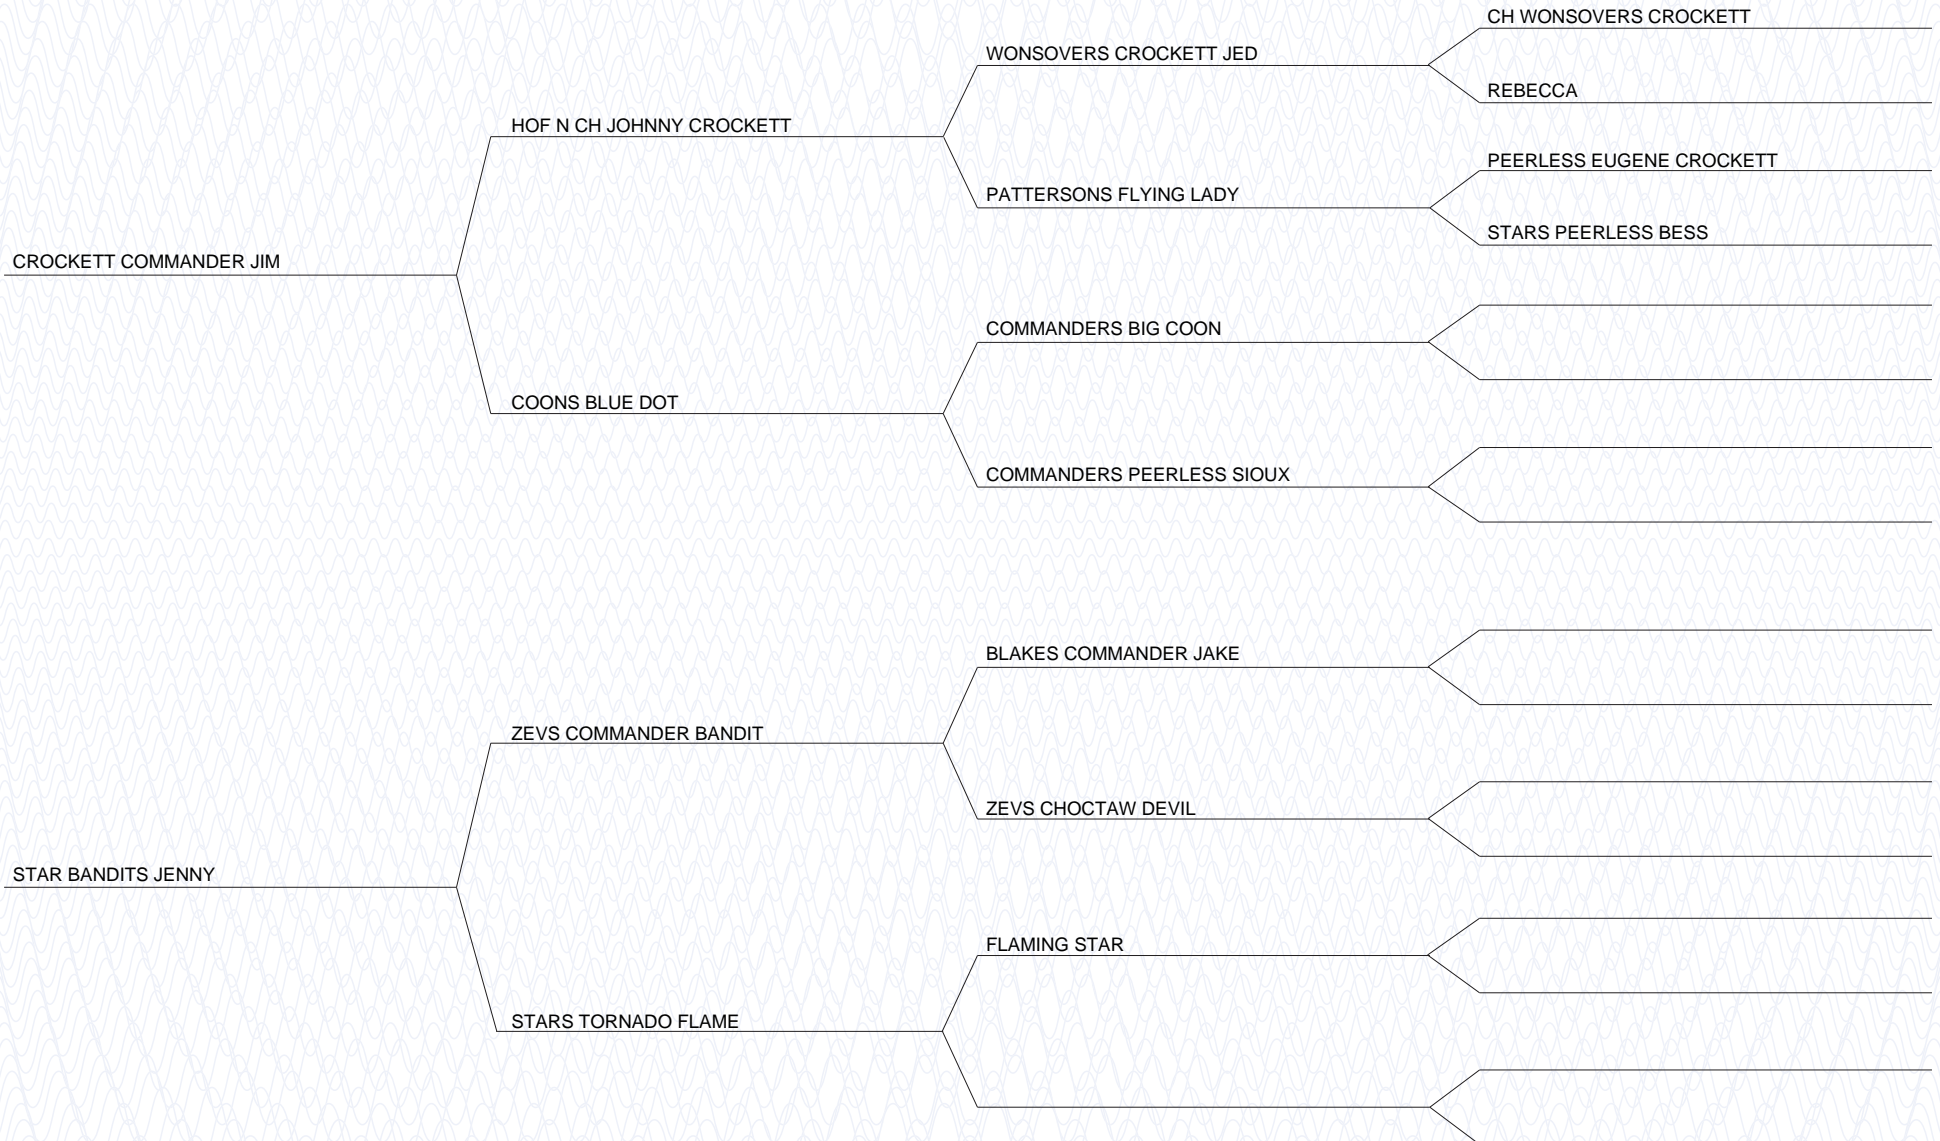 CH WONSOVERS CROCKETT
WONSOVERS CROCKETT JED
REBECCA
HOF N CH JOHNNY CROCKETT
PEERLESS EUGENE CROCKETT
PATTERSONS FLYING LADY
STARS PEERLESS BESS
CROCKETT COMMANDER JIM
COMMANDERS BIG COON
COONS BLUE DOT
COMMANDERS PEERLESS SIOUX
BLAKES COMMANDER JAKE
ZEVS COMMANDER BANDIT
ZEVS CHOCTAW DEVIL
STAR BANDITS JENNY
FLAMING STAR
STARS TORNADO FLAME